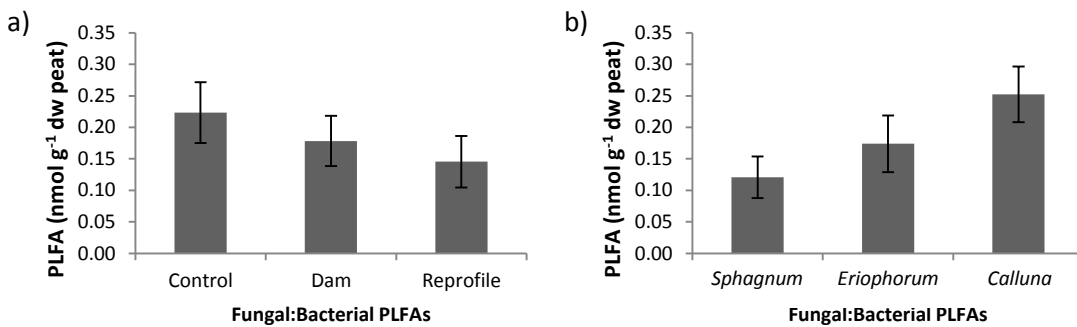 a)
PLFA (nmol g⁻¹ dw peat)
0.35
0.30
0.25
0.20
0.15
0.10
0.05
0.00
Control Dam Reprofile
Fungal:Bacterial PLFAs
b)
PLFA (nmol g⁻¹ dw peat)
0.35
0.30
0.25
0.20
0.15
0.10
0.05
0.00
Sphagnum Eriophorum Calluna
Fungal:Bacterial PLFAs